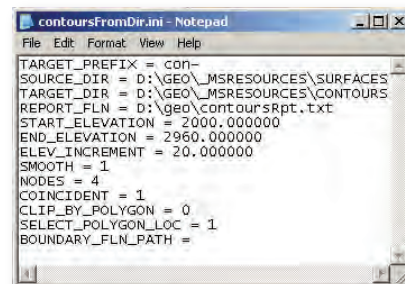 contoursFromDir.ini - Notepad
File Edit Format View Help
TARGET_PREFIX = con-
SOURCE_DIR = D:\GEO\_MSRESOURCES\SURFACES
TARGET_DIR = D:\GEO\_MSRESOURCES\CONTOURS
REPORT_FLN = D:\geo\contoursRpt.txt
START_ELEVATION = 2000.000000
END_ELEVATION = 2960.000000
ELEV_INCREMENT = 20.000000
SMOOTH = 1
NODES = 4
COINCIDENT = 1
CLIP_BY_POLYGON = 0
SELECT_POLYGON_LOC = 1
BOUNDARY_FLN_PATH =